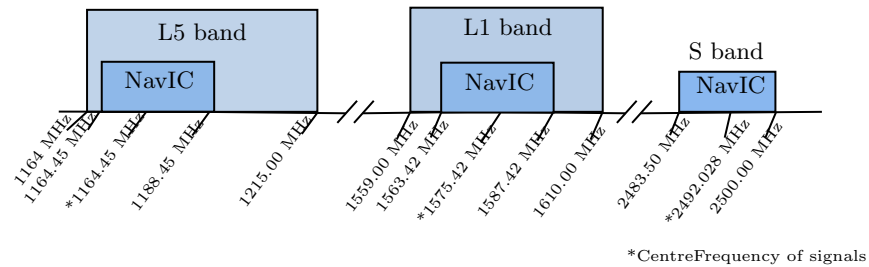 L5 band
L1 band
S band
NavIC
NavIC
NavIC
1164 MHz
1164.45 MHz
*1164.45 MHz
1188.45 MHz
1215.00 MHz
1559.00 MHz
1563.42 MHz
*1575.42 MHz
1587.42 MHz
1610.00 MHz
2483.50 MHz
*2492.028 MHz
2500.00 MHz
*CentreFrequency of signals